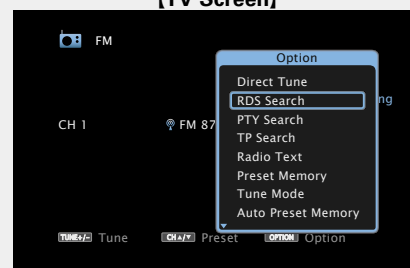 【TV Screen】
FM
Option
Direct Tune
RDS Search
ng
PTY Search
CH 1
FM 87
TP Search
Radio Text
Preset Memory
Tune Mode
Auto Preset Memory
TUNE+/- Tune
CH▲/▼ Preset
OPTION Option